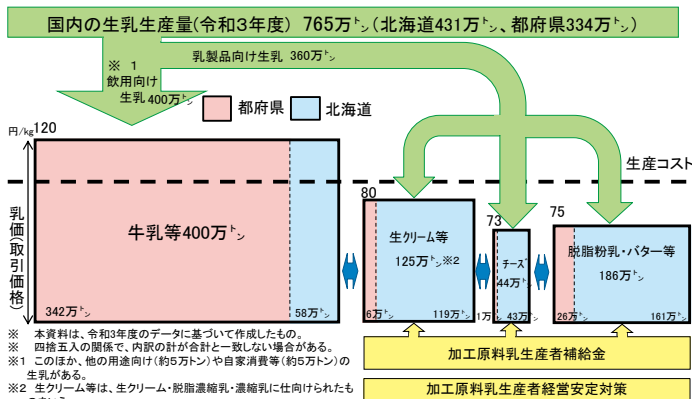 国内の生乳生産量(令和3年度) 765万㌧(北海道431万㌧、都府県334万㌧)
乳製品向け生乳 360万㌧
※ 1
飲用向け
生乳400万㌧
都府県
北海道
円/kg
120
生産コスト
80
73
75
乳価(取引価格)
牛乳等400万㌧
生クリーム等
125万㌧※2
チーズ
44万㌧
脱脂粉乳・バター等
186万㌧
342万㌧
58万㌧
6万㌧
119万㌧
1万㌧
43万㌧
26万㌧
161万㌧
※ 本資料は、令和3年度のデータに基づいて作成したもの。
※ 四捨五入の関係で、内訳の計が合計と一致しない場合がある。
※1 このほか、他の用途向け(約5万トン)や自家消費等(約5万トン)の
生乳がある。
※2 生クリーム等は、生クリーム・脱脂濃縮乳・濃縮乳に仕向けられたも
加工原料乳生産者補給金
加工原料乳生産者経営安定対策